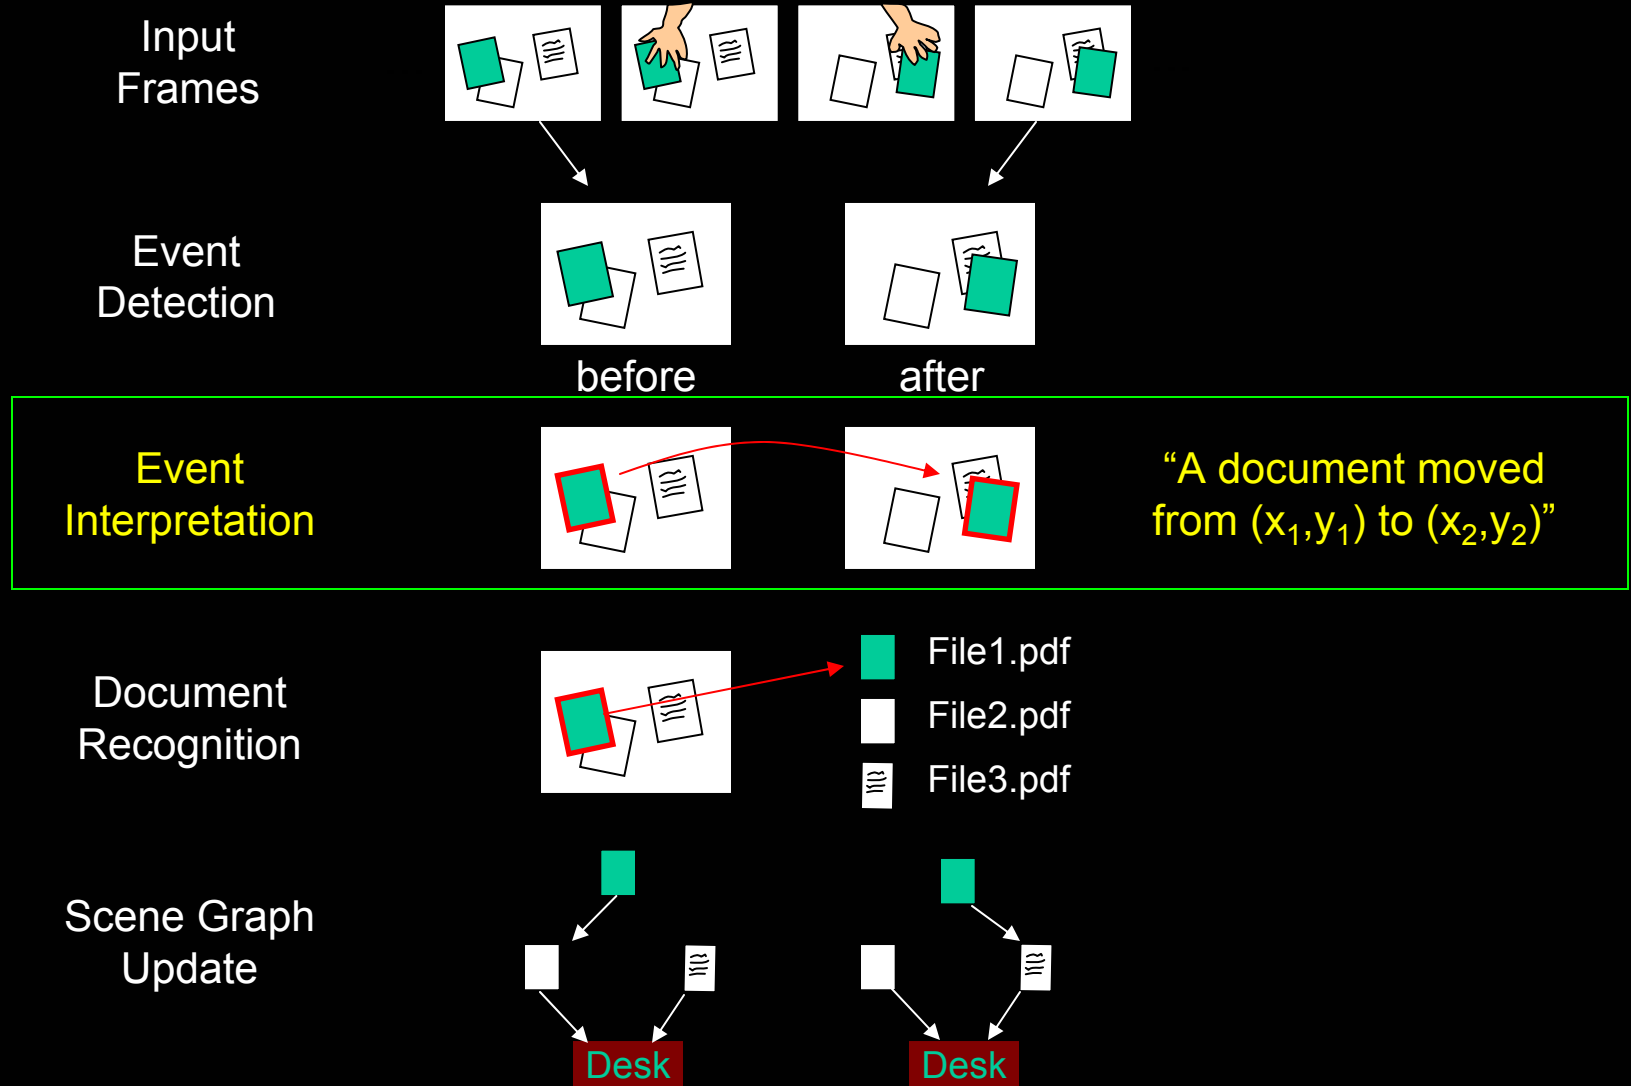 Input
Frames
Event
Detection
before
after
Event
Interpretation
“A document moved
from (x₁,y₁) to (x₂,y₂)”
Document
Recognition
File1.pdf
File2.pdf
File3.pdf
Scene Graph
Update
Desk
Desk